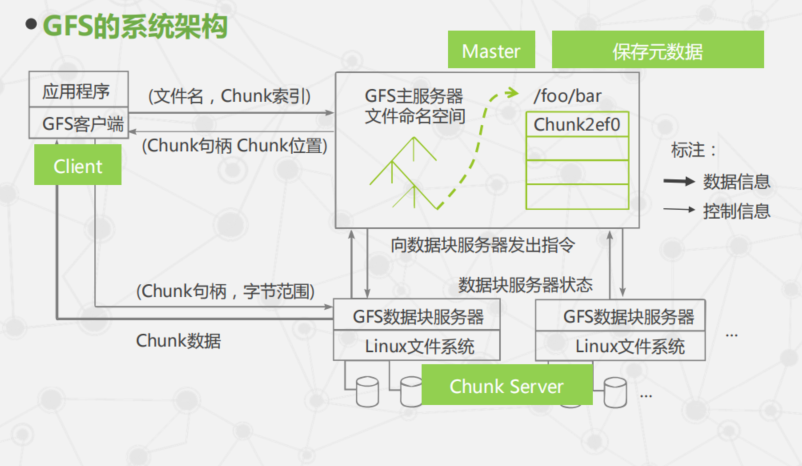 GFS的系统架构
Master
保存元数据
应用程序
GFS客户端
Client
(文件名，Chunk索引)
(Chunk句柄 Chunk位置)
GFS主服务器
文件命名空间
/foo/bar
Chunk2ef0
标注：
数据信息
控制信息
向数据块服务器发出指令
数据块服务器状态
(Chunk句柄，字节范围)
Chunk数据
GFS数据块服务器
Linux文件系统
GFS数据块服务器
Linux文件系统
...
Chunk Server
...